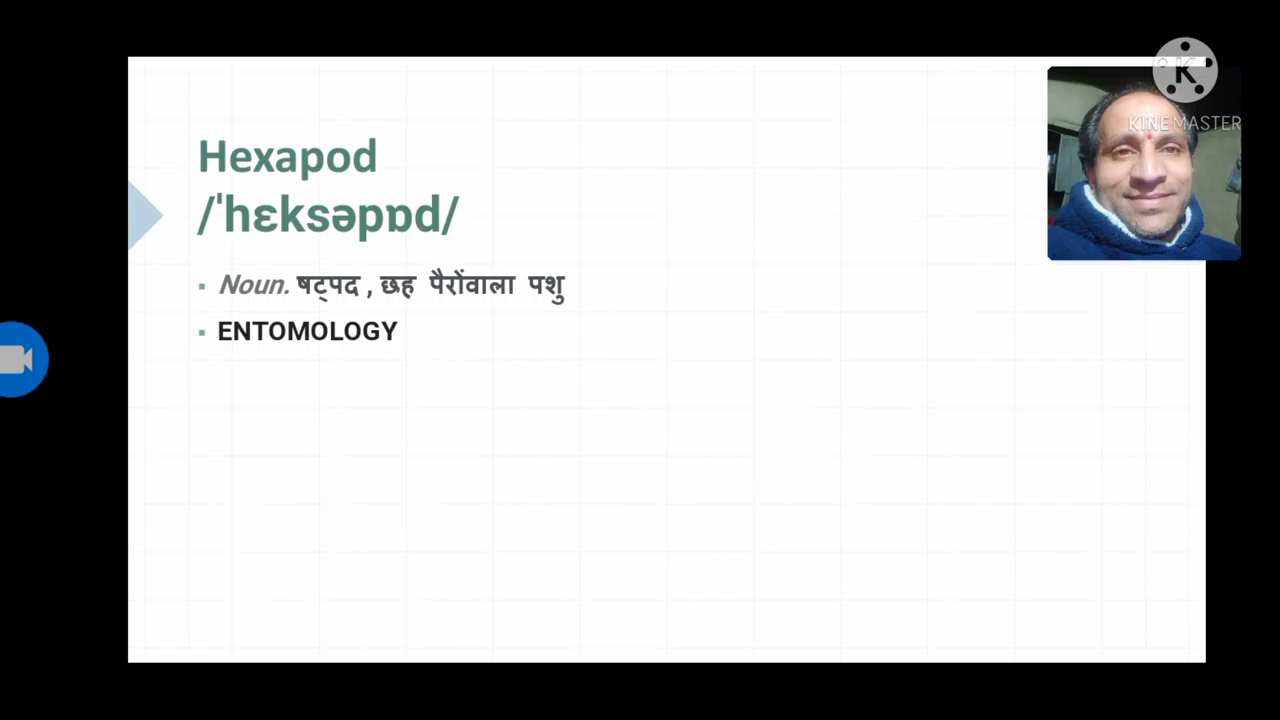 Hexapod
/ˈhɛksəpɒd/
Noun. षट्पद , छह पैरोंवाला पशु
ENTOMOLOGY
K
KINEMASTER